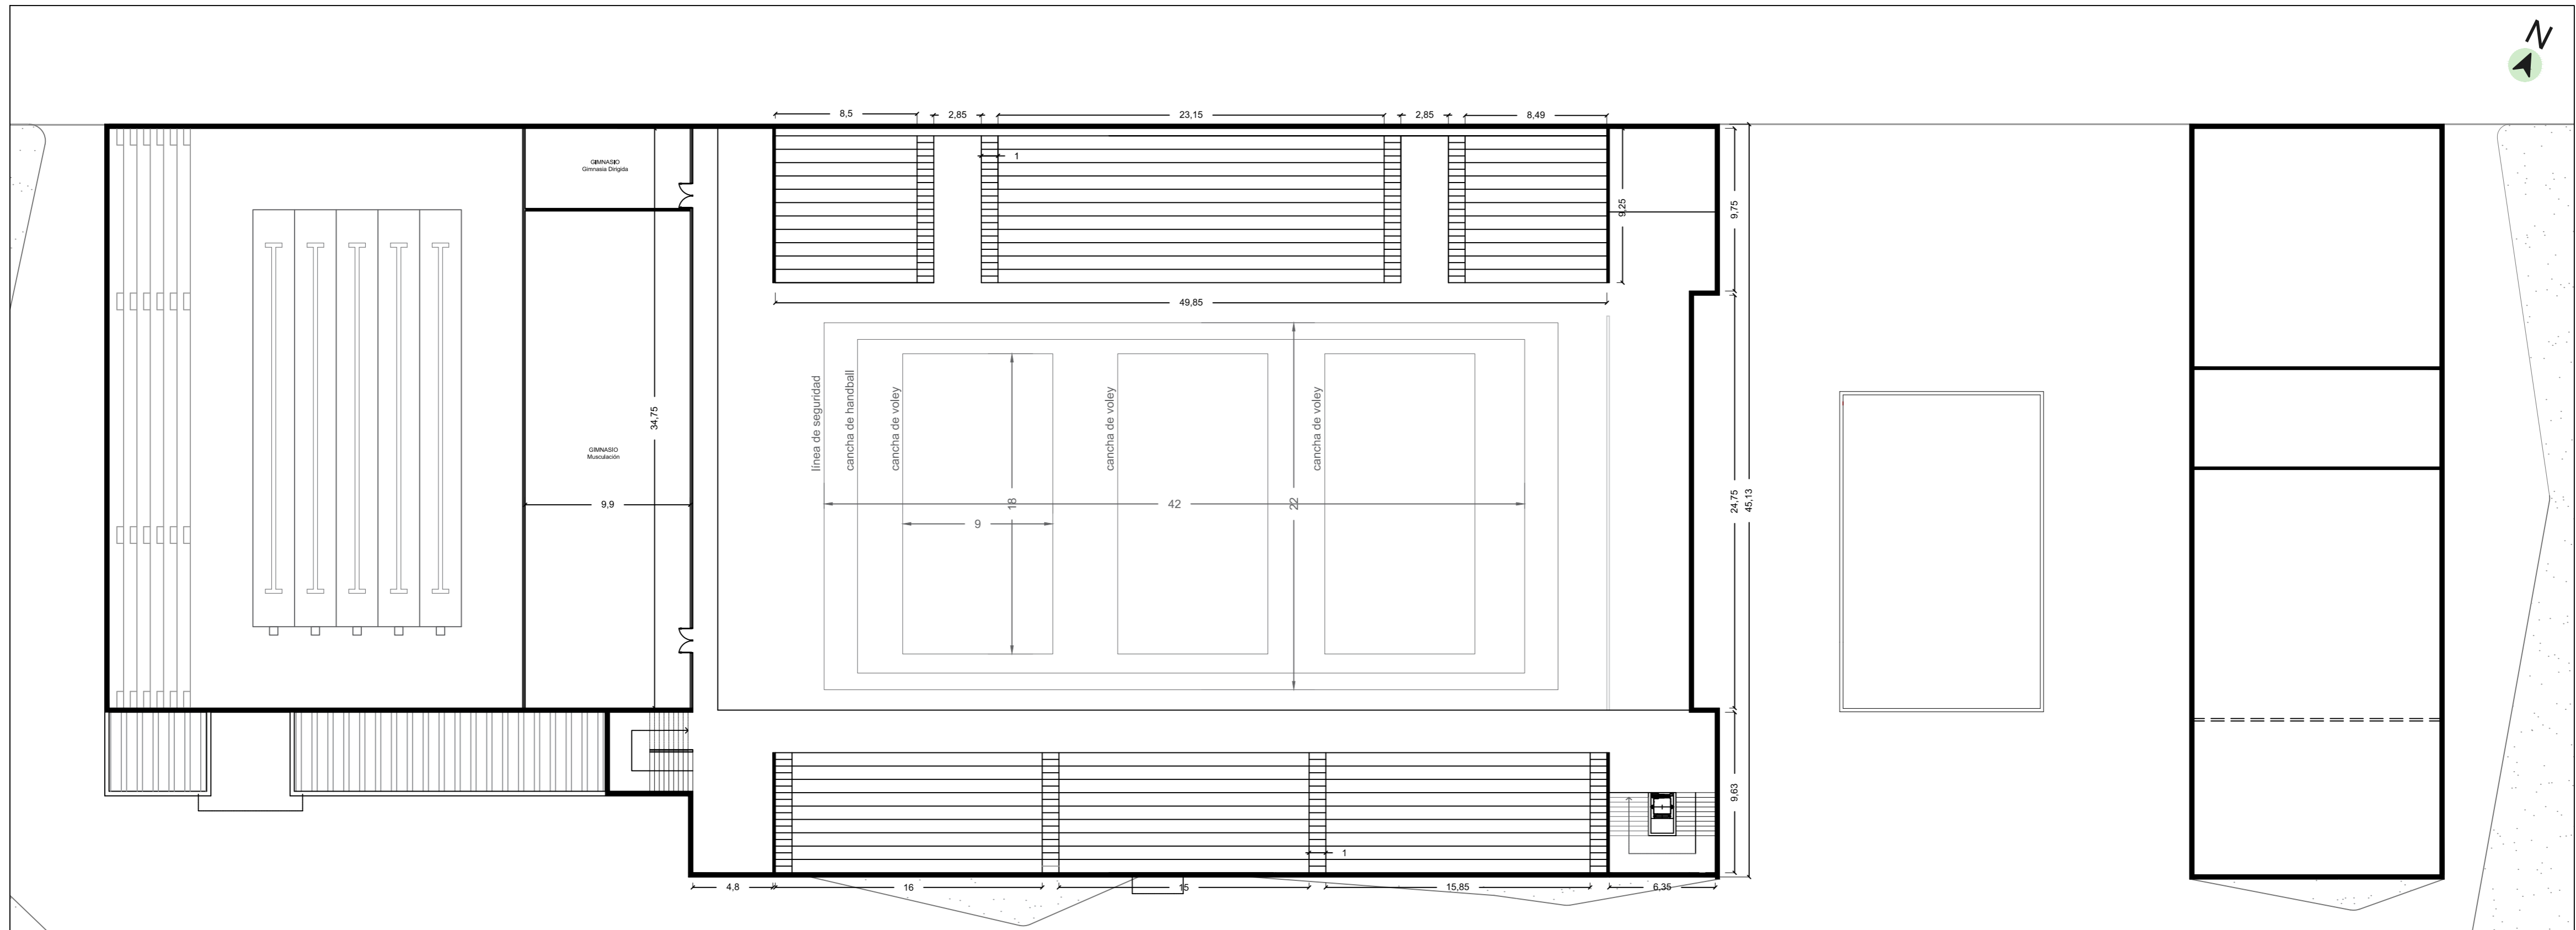 N
8,5
2,85
23,15
2,85
8,49
1
GIMNASIO
Gimnasia Dirigida
9,25
9,75
49,85
34,75
línea de seguridad
cancha de handball
cancha de voley
cancha de voley
cancha de voley
GIMNASIO
Musculación
9,9
18
42
22
9
24,75
45,13
9,63
1
4,8
16
15
15,85
6,35